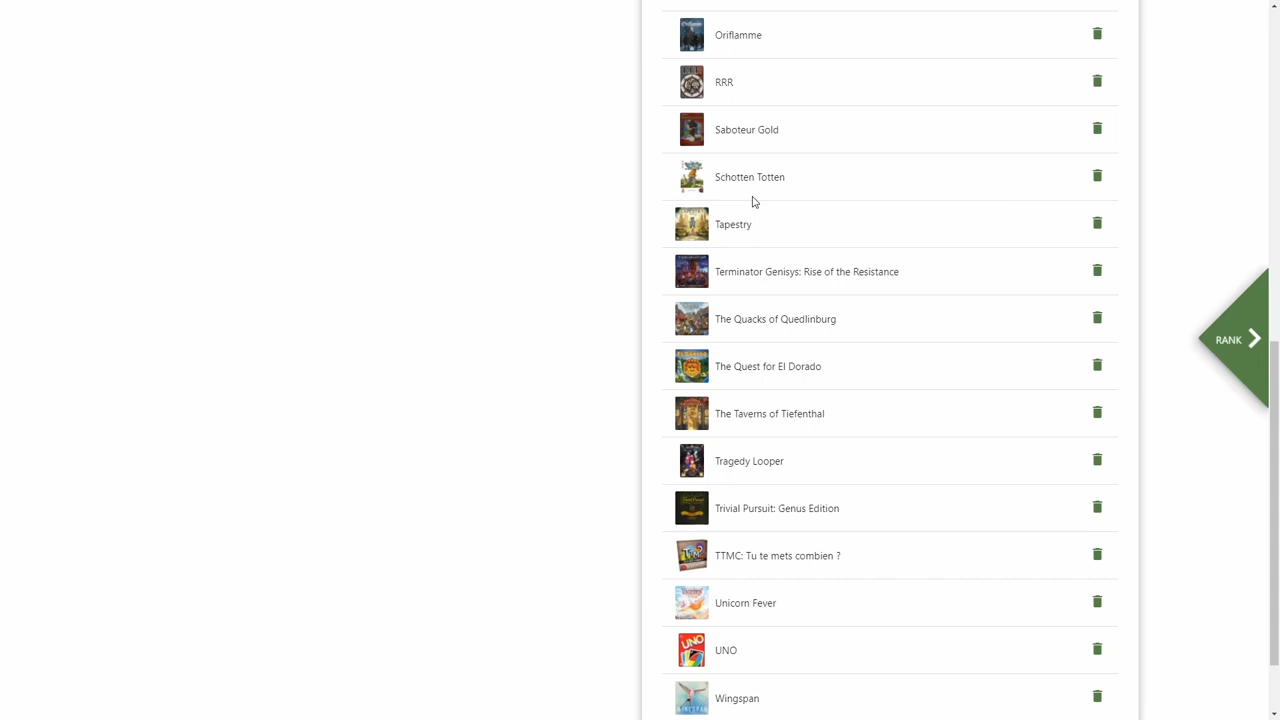 Oriflamme
RRR
Saboteur Gold
Schotten Totten
Tapestry
Terminator Genisys: Rise of the Resistance
The Quacks of Quedlinburg
The Quest for El Dorado
The Taverns of Tiefenthal
Tragedy Looper
Trivial Pursuit: Genus Edition
TTMC: Tu te mets combien ?
Unicorn Fever
UNO
UNO
Wingspan
WINGSPAN
RANK